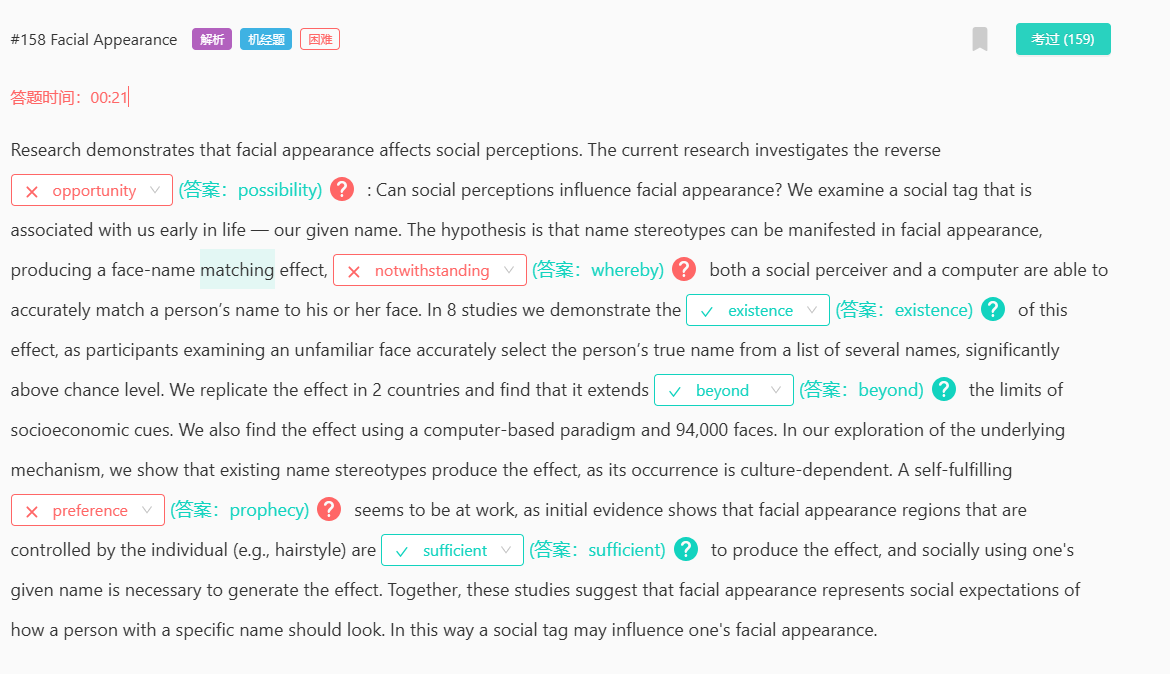 #158 Facial Appearance 解析 机经题 困难 考过 (159)
答题时间：00:21
Research demonstrates that facial appearance affects social perceptions. The current research investigates the reverse
opportunity (答案：possibility) ? : Can social perceptions influence facial appearance? We examine a social tag that is
associated with us early in life — our given name. The hypothesis is that name stereotypes can be manifested in facial appearance,
producing a face-name matching effect, notwithstanding (答案：whereby) ? both a social perceiver and a computer are able to
accurately match a person’s name to his or her face. In 8 studies we demonstrate the existence (答案：existence) ? of this
effect, as participants examining an unfamiliar face accurately select the person’s true name from a list of several names, significantly
above chance level. We replicate the effect in 2 countries and find that it extends beyond (答案：beyond) ? the limits of
socioeconomic cues. We also find the effect using a computer-based paradigm and 94,000 faces. In our exploration of the underlying
mechanism, we show that existing name stereotypes produce the effect, as its occurrence is culture-dependent. A self-fulfilling
preference (答案：prophecy) ? seems to be at work, as initial evidence shows that facial appearance regions that are
controlled by the individual (e.g., hairstyle) are sufficient (答案：sufficient) ? to produce the effect, and socially using one's
given name is necessary to generate the effect. Together, these studies suggest that facial appearance represents social expectations of
how a person with a specific name should look. In this way a social tag may influence one's facial appearance.